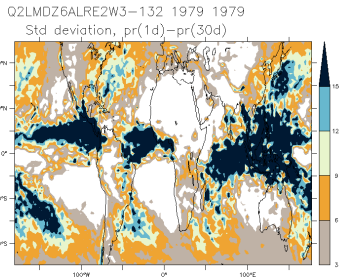 Q2LMDZ6ALRE2W3-132 1979 1979
Std deviation, pr(1d)-pr(30d)
15
12
9
6
3
0°
100°W
0°
100°E